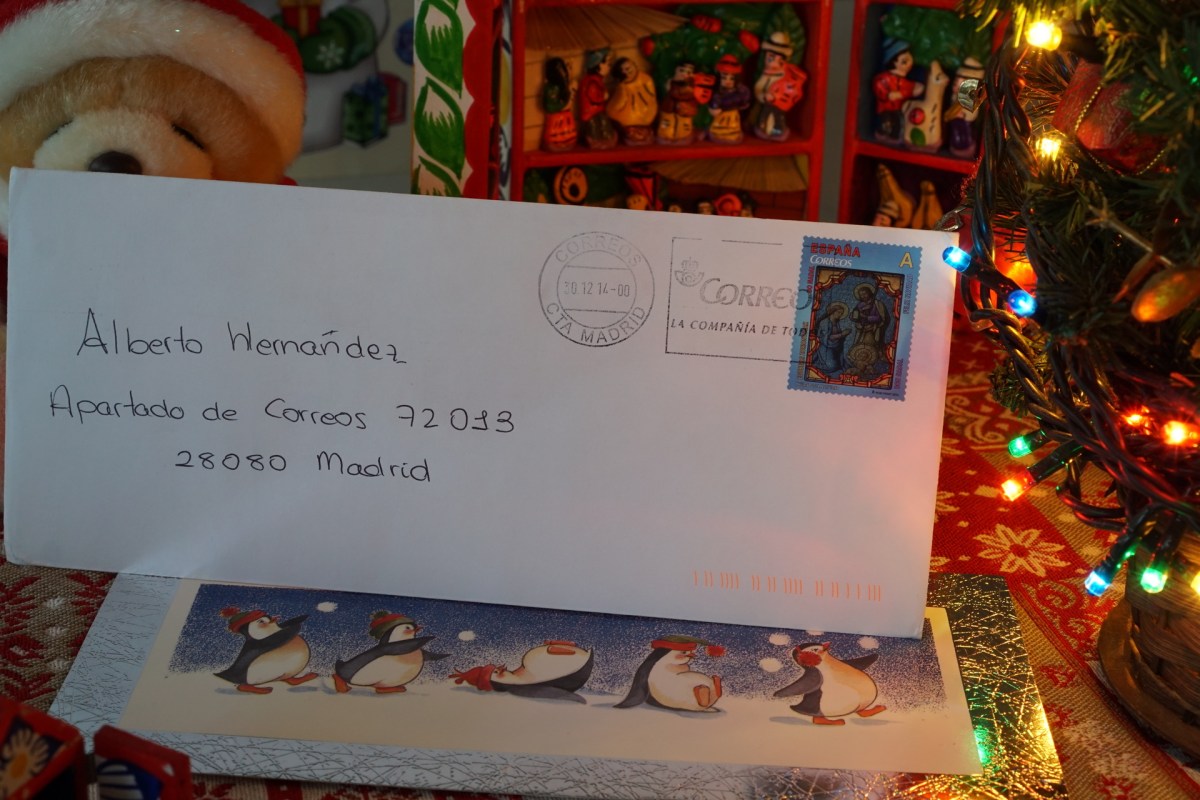 CORREOS
30.12.14-00
CTA MADRID
CORREO
LA COMPAÑÍA DE TOD
ESPAÑA
CORREOS
A
Alberto Hernández
Apartado de Correos 72013
28080 Madrid